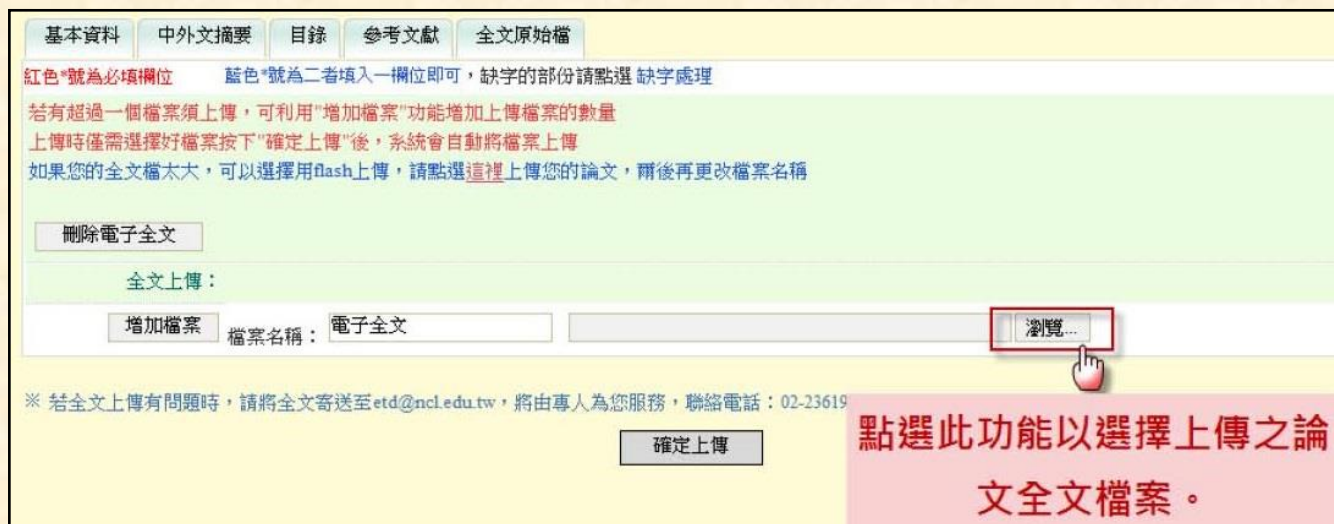 基本資料 中外文摘要 目錄 參考文獻 全文原始檔
紅色*號為必填欄位 藍色*號為二者填入一欄位即可，缺字的部份請點選 缺字處理
若有超過一個檔案須上傳，可利用"增加檔案"功能增加上傳檔案的數量
上傳時僅需選擇好檔案按下"確定上傳"後，系統會自動將檔案上傳
如果您的全文檔太大，可以選擇用flash上傳，請點選這裡上傳您的論文，爾後再更改檔案名稱
刪除電子全文
全文上傳：
增加檔案 檔案名稱： 電子全文 瀏覽...
※ 若全文上傳有問題時，請將全文寄送至etd@ncl.edu.tw，將由專人為您服務，聯絡電話：02-23619
確定上傳
點選此功能以選擇上傳之論
文全文檔案。